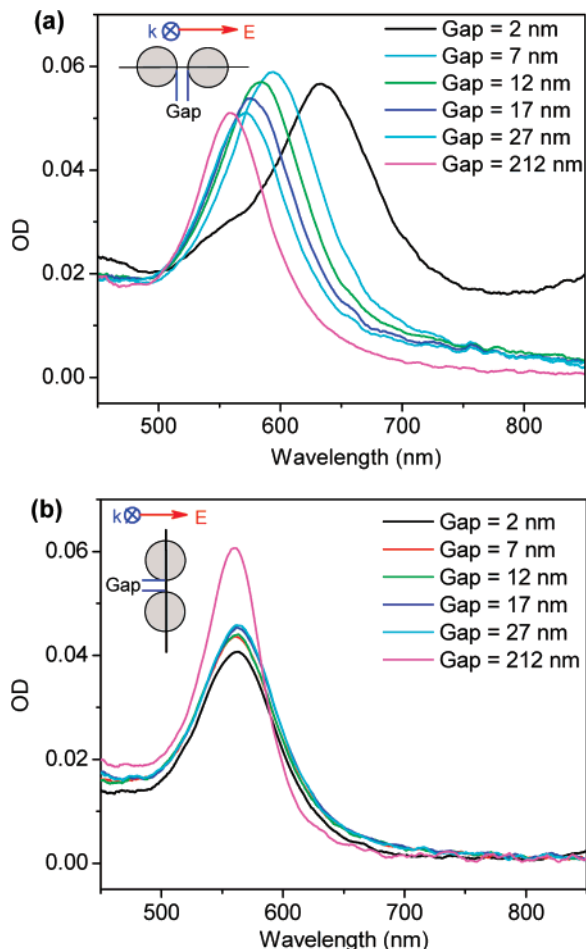 (a)
k E
Gap
Gap = 2 nm
Gap = 7 nm
Gap = 12 nm
Gap = 17 nm
Gap = 27 nm
Gap = 212 nm
OD
0.06
0.04
0.02
0.00
500 600 700 800
Wavelength (nm)
(b)
k E
Gap
Gap = 2 nm
Gap = 7 nm
Gap = 12 nm
Gap = 17 nm
Gap = 27 nm
Gap = 212 nm
OD
0.06
0.04
0.02
0.00
500 600 700 800
Wavelength (nm)